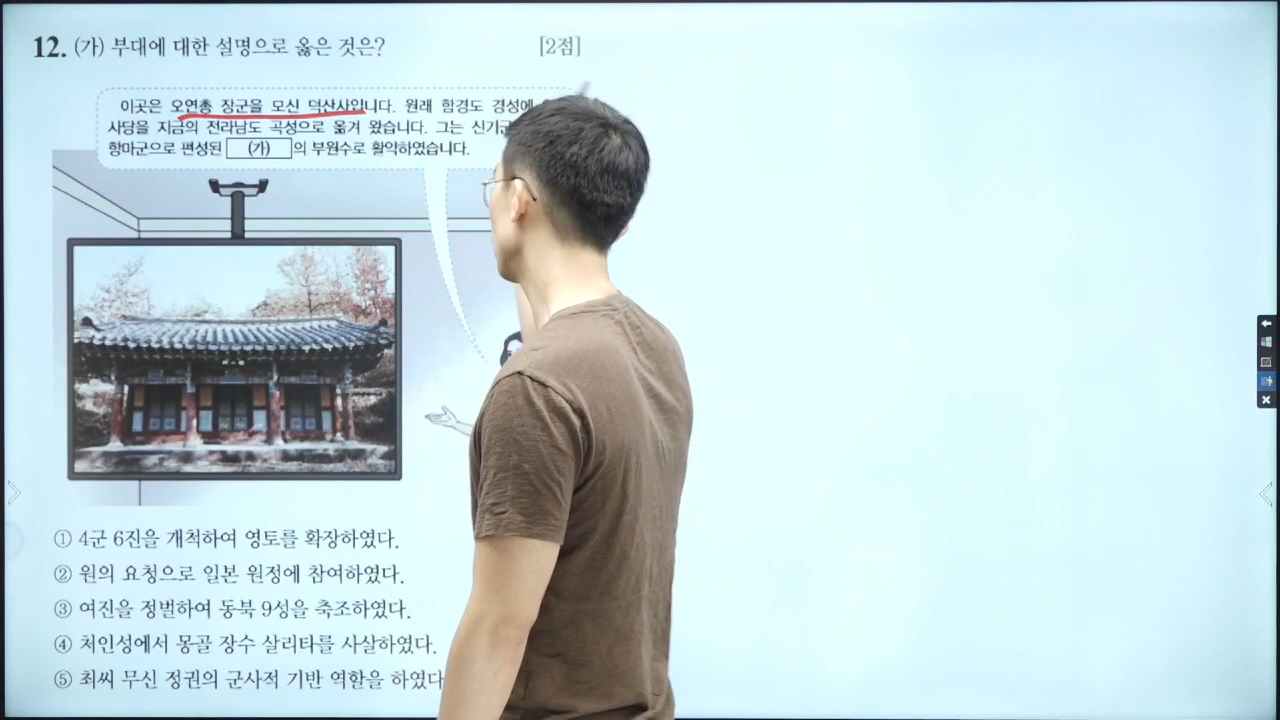 12. (가) 부대에 대한 설명으로 옳은 것은? [2점]
이곳은 오연총 장군을 모신 덕산사입니다. 원래 함경도 경성에
사당을 지금의 전라남도 곡성으로 옮겨 왔습니다. 그는 신기군
항마군으로 편성된 (가) 의 부원수로 활약하였습니다.
① 4군 6진을 개척하여 영토를 확장하였다.
② 원의 요청으로 일본 원정에 참여하였다.
③ 여진을 정벌하여 동북 9성을 축조하였다.
④ 처인성에서 몽골 장수 살리타를 사살하였다.
⑤ 최씨 무신 정권의 군사적 기반 역할을 하였다